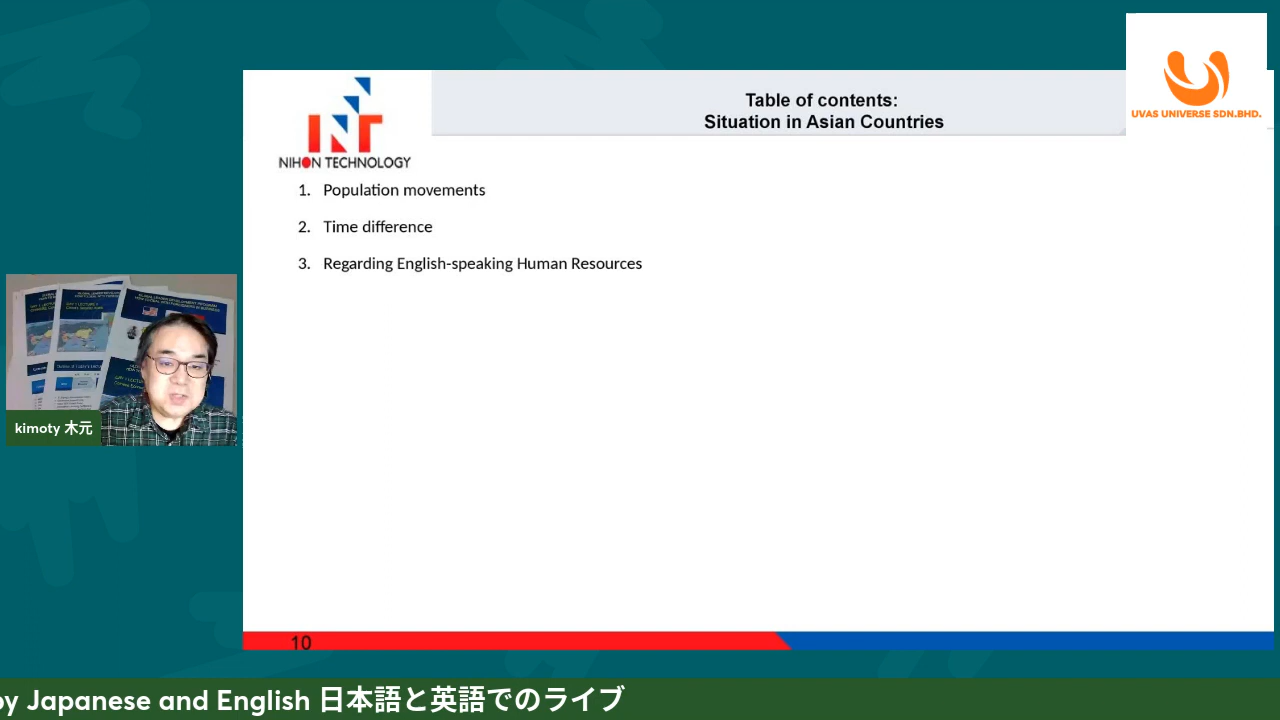 UVAS UNIVERSE SDN.BHD.
NIHON TECHNOLOGY
Table of contents:
Situation in Asian Countries
1. Population movements
2. Time difference
3. Regarding English-speaking Human Resources
kimoty 木元
10
by Japanese and English 日本語と英語でのライブ